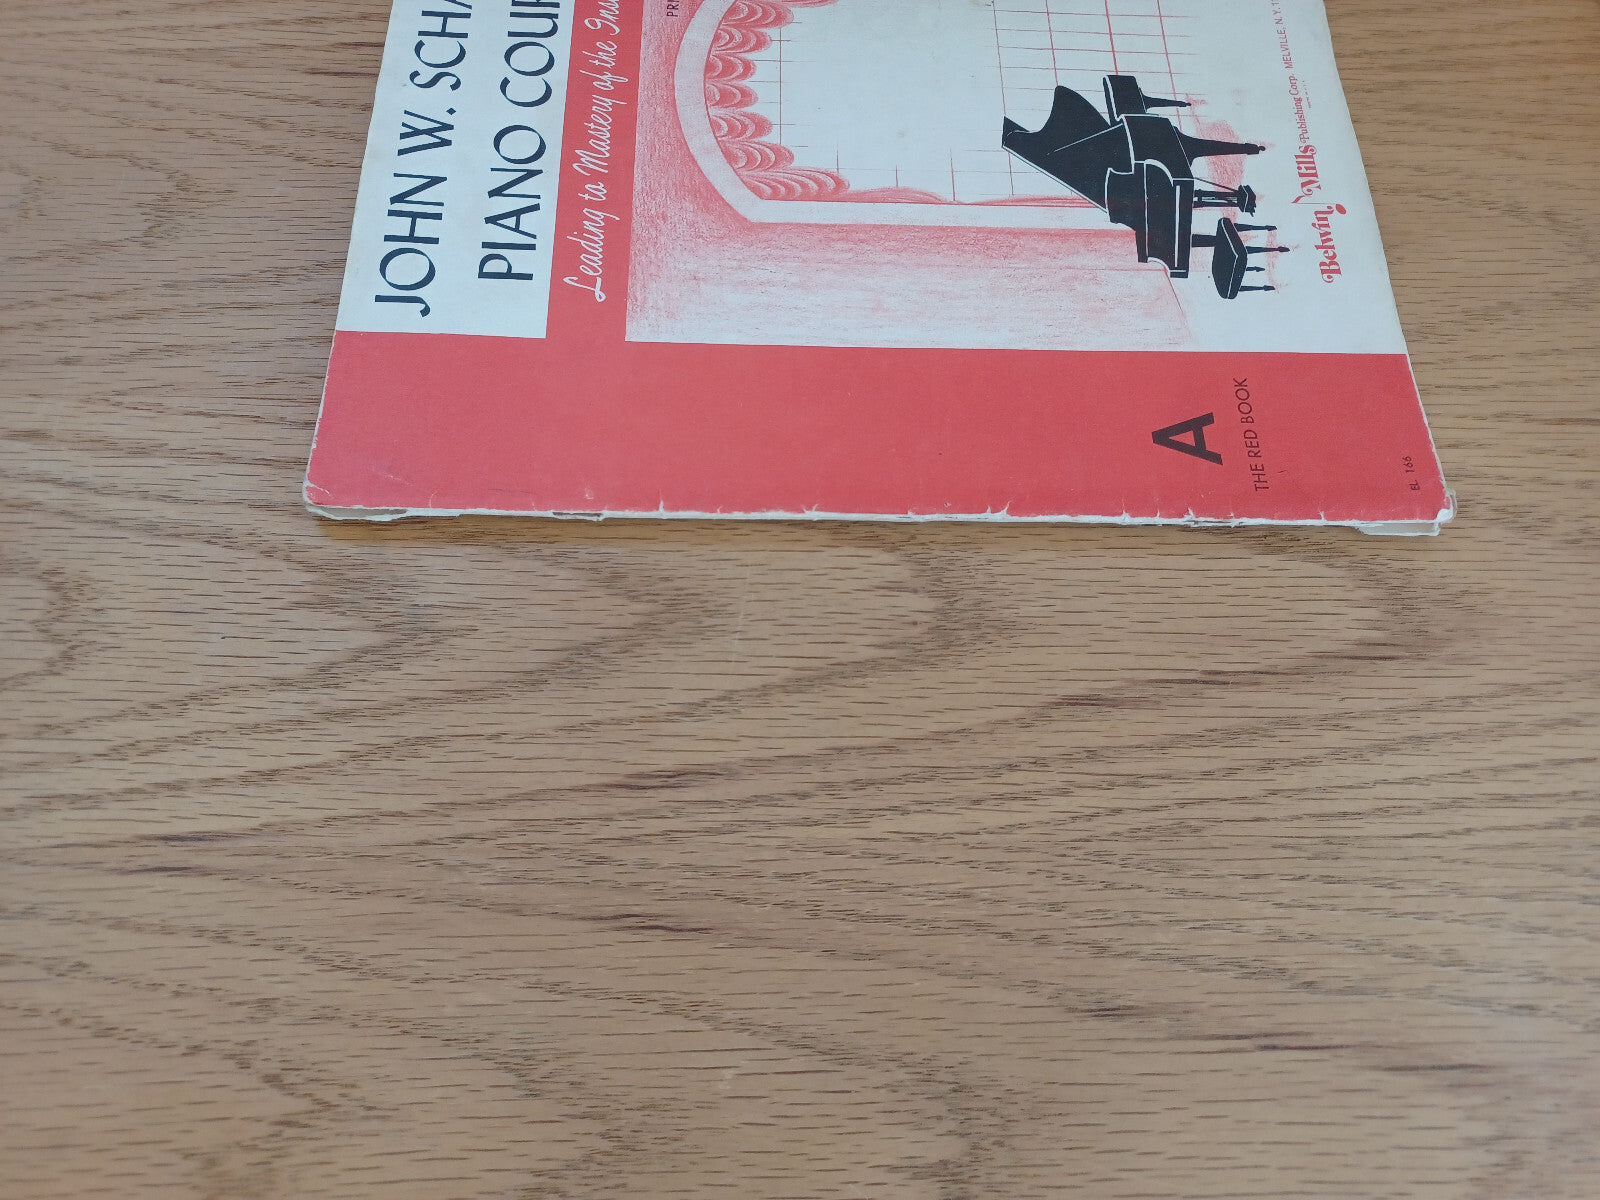 JOHN W. SCHA
PIANO COUR
Leading to Mastery of the Ins
PRI
A
THE RED BOOK
Belwin Mills Publishing Corp. MELVILLE, N.Y.
BL 166